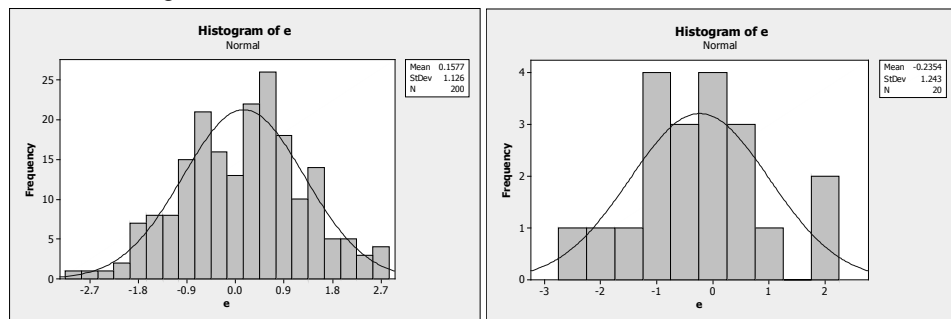 Histogram of e
Normal
Mean 0.1577
StDev 1.126
N 200
Frequency
25
20
15
10
5
0
-2.7 -1.8 -0.9 0.0 0.9 1.8 2.7
e
Histogram of e
Normal
Mean -0.2354
StDev 1.243
N 20
Frequency
4
3
2
1
0
-3 -2 -1 0 1 2
e